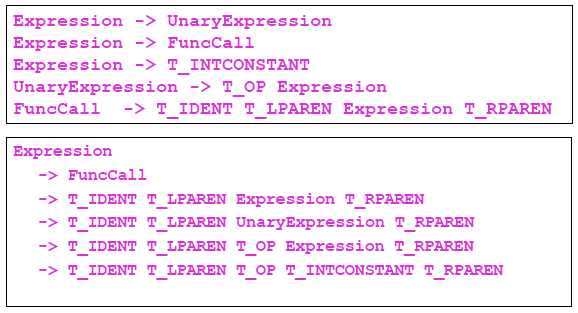 Expression -> UnaryExpression
Expression -> FuncCall
Expression -> T_INTCONSTANT
UnaryExpression -> T_OP Expression
FuncCall -> T_IDENT T_LPAREN Expression T_RPAREN
Expression
-> FuncCall
-> T_IDENT T_LPAREN Expression T_RPAREN
-> T_IDENT T_LPAREN UnaryExpression T_RPAREN
-> T_IDENT T_LPAREN T_OP Expression T_RPAREN
-> T_IDENT T_LPAREN T_OP T_INTCONSTANT T_RPAREN